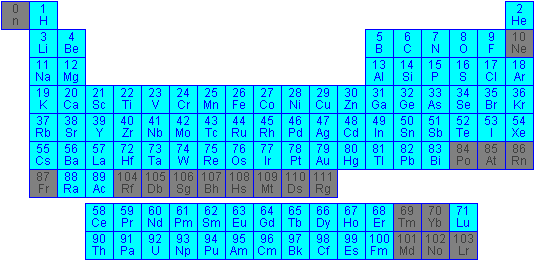 0 1 2
n H He
3 4 5 6 7 8 9 10
Li Be B C N O F Ne
11 12 13 14 15 16 17 18
Na Mg Al Si P S Cl Ar
19 20 21 22 23 24 25 26 27 28 29 30 31 32 33 34 35 36
K Ca Sc Ti V Cr Mn Fe Co Ni Cu Zn Ga Ge As Se Br Kr
37 38 39 40 41 42 43 44 45 46 47 48 49 50 51 52 53 54
Rb Sr Y Zr Nb Mo Tc Ru Rh Pd Ag Cd In Sn Sb Te I Xe
55 56 57 72 73 74 75 76 77 78 79 80 81 82 83 84 85 86
Cs Ba La Hf Ta W Re Os Ir Pt Au Hg Tl Pb Bi Po At Rn
87 88 89 104 105 106 107 108 109 110 111
Fr Ra Ac Rf Db Sg Bh Hs Mt Ds Rg
58 59 60 61 62 63 64 65 66 67 68 69 70 71
Ce Pr Nd Pm Sm Eu Gd Tb Dy Ho Er Tm Yb Lu
90 91 92 93 94 95 96 97 98 99 100 101 102 103
Th Pa U Np Pu Am Cm Bk Cf Es Fm Md No Lr